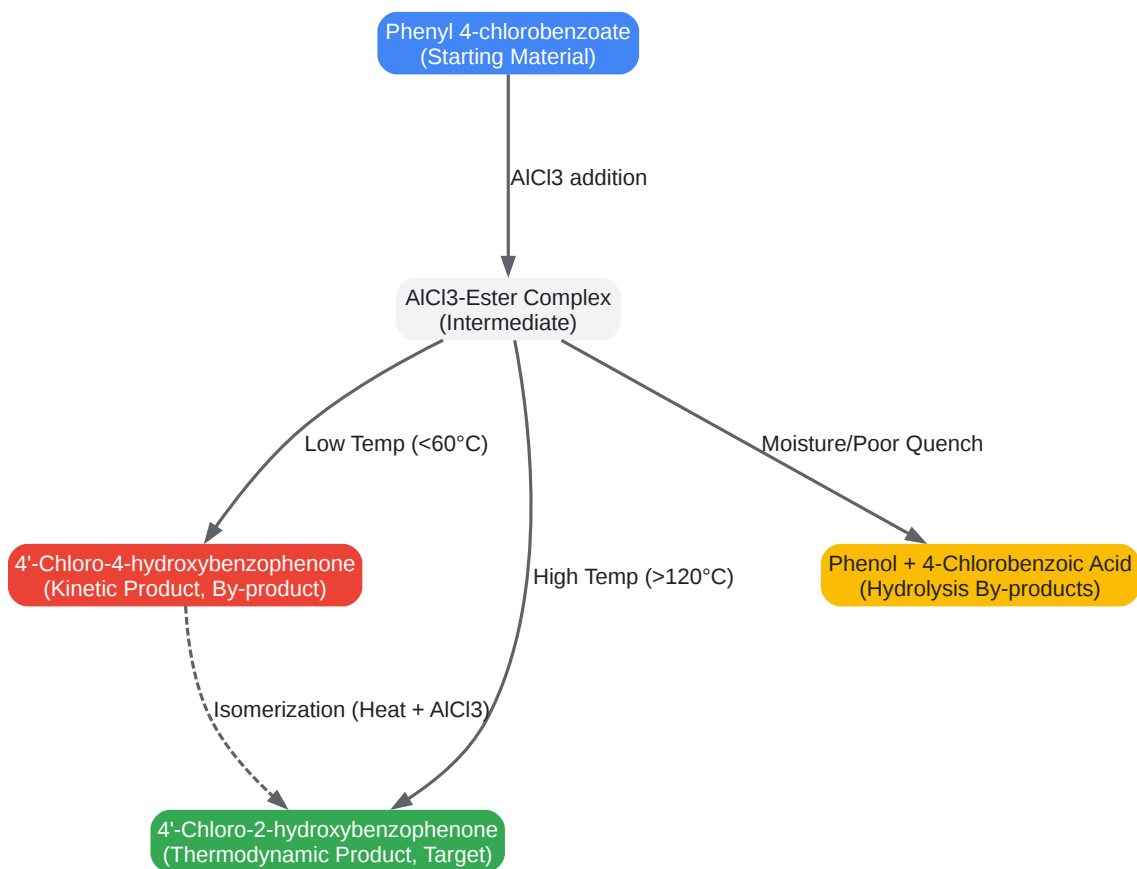 Phenyl 4-chlorobenzoate
(Starting Material)
AlCl3 addition
AlCl3-Ester Complex
(Intermediate)
Low Temp (<60°C)
Moisture/Poor Quench
High Temp (>120°C)
4'-Chloro-4-hydroxybenzophenone
(Kinetic Product, By-product)
Phenol + 4-Chlorobenzoic Acid
(Hydrolysis By-products)
Isomerization (Heat + AlCl3)
4'-Chloro-2-hydroxybenzophenone
(Thermodynamic Product, Target)